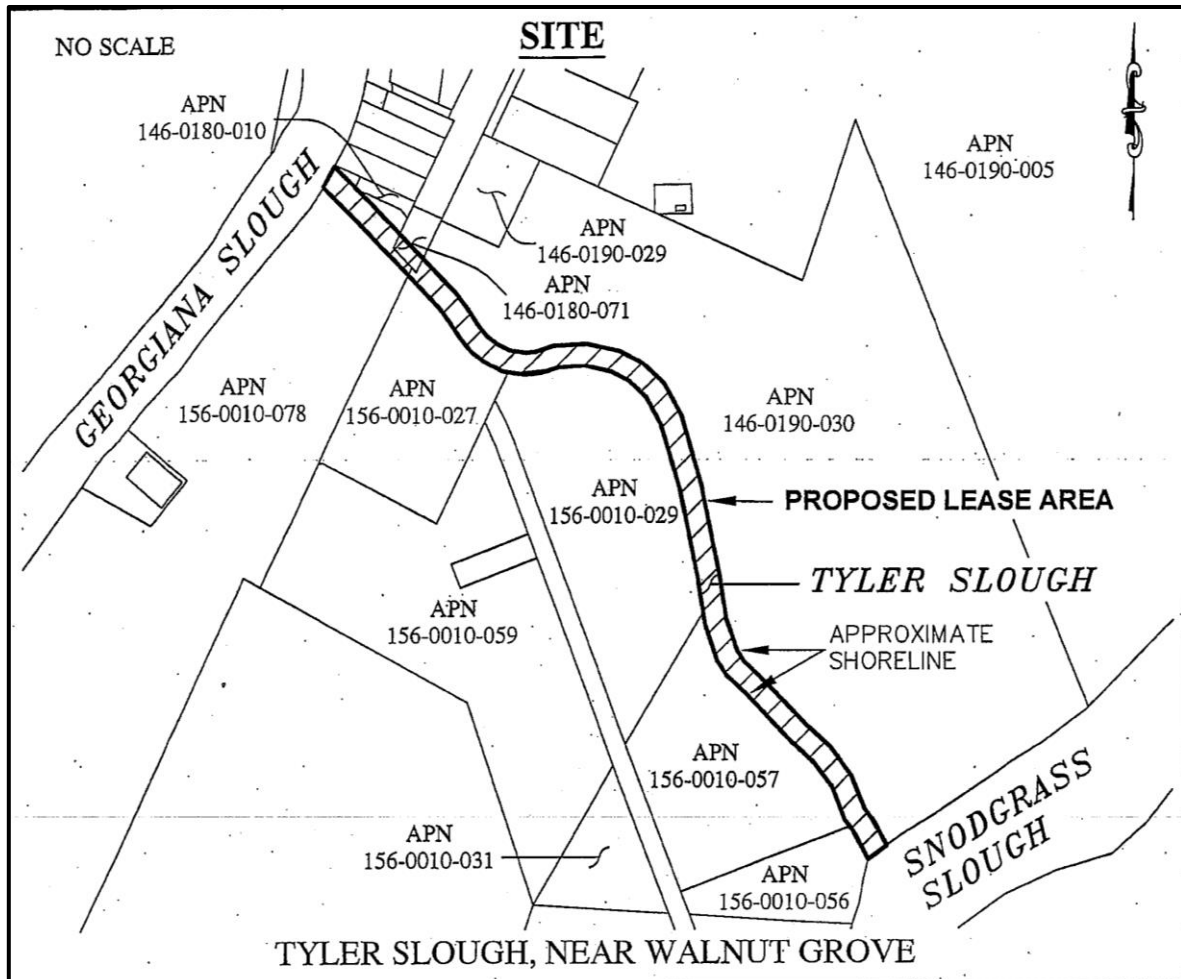 NO SCALE
SITE
APN
146-0180-010
APN
146-0190-005
GEORGIANA SLOUGH
APN
146-0190-029
APN
146-0180-071
APN
156-0010-078
APN
156-0010-027
APN
146-0190-030
APN
156-0010-029
PROPOSED LEASE AREA
TYLER SLOUGH
APN
156-0010-059
APPROXIMATE
SHORELINE
APN
156-0010-057
SNODGRASS
SLOUGH
APN
156-0010-031
APN
156-0010-056
TYLER SLOUGH, NEAR WALNUT GROVE